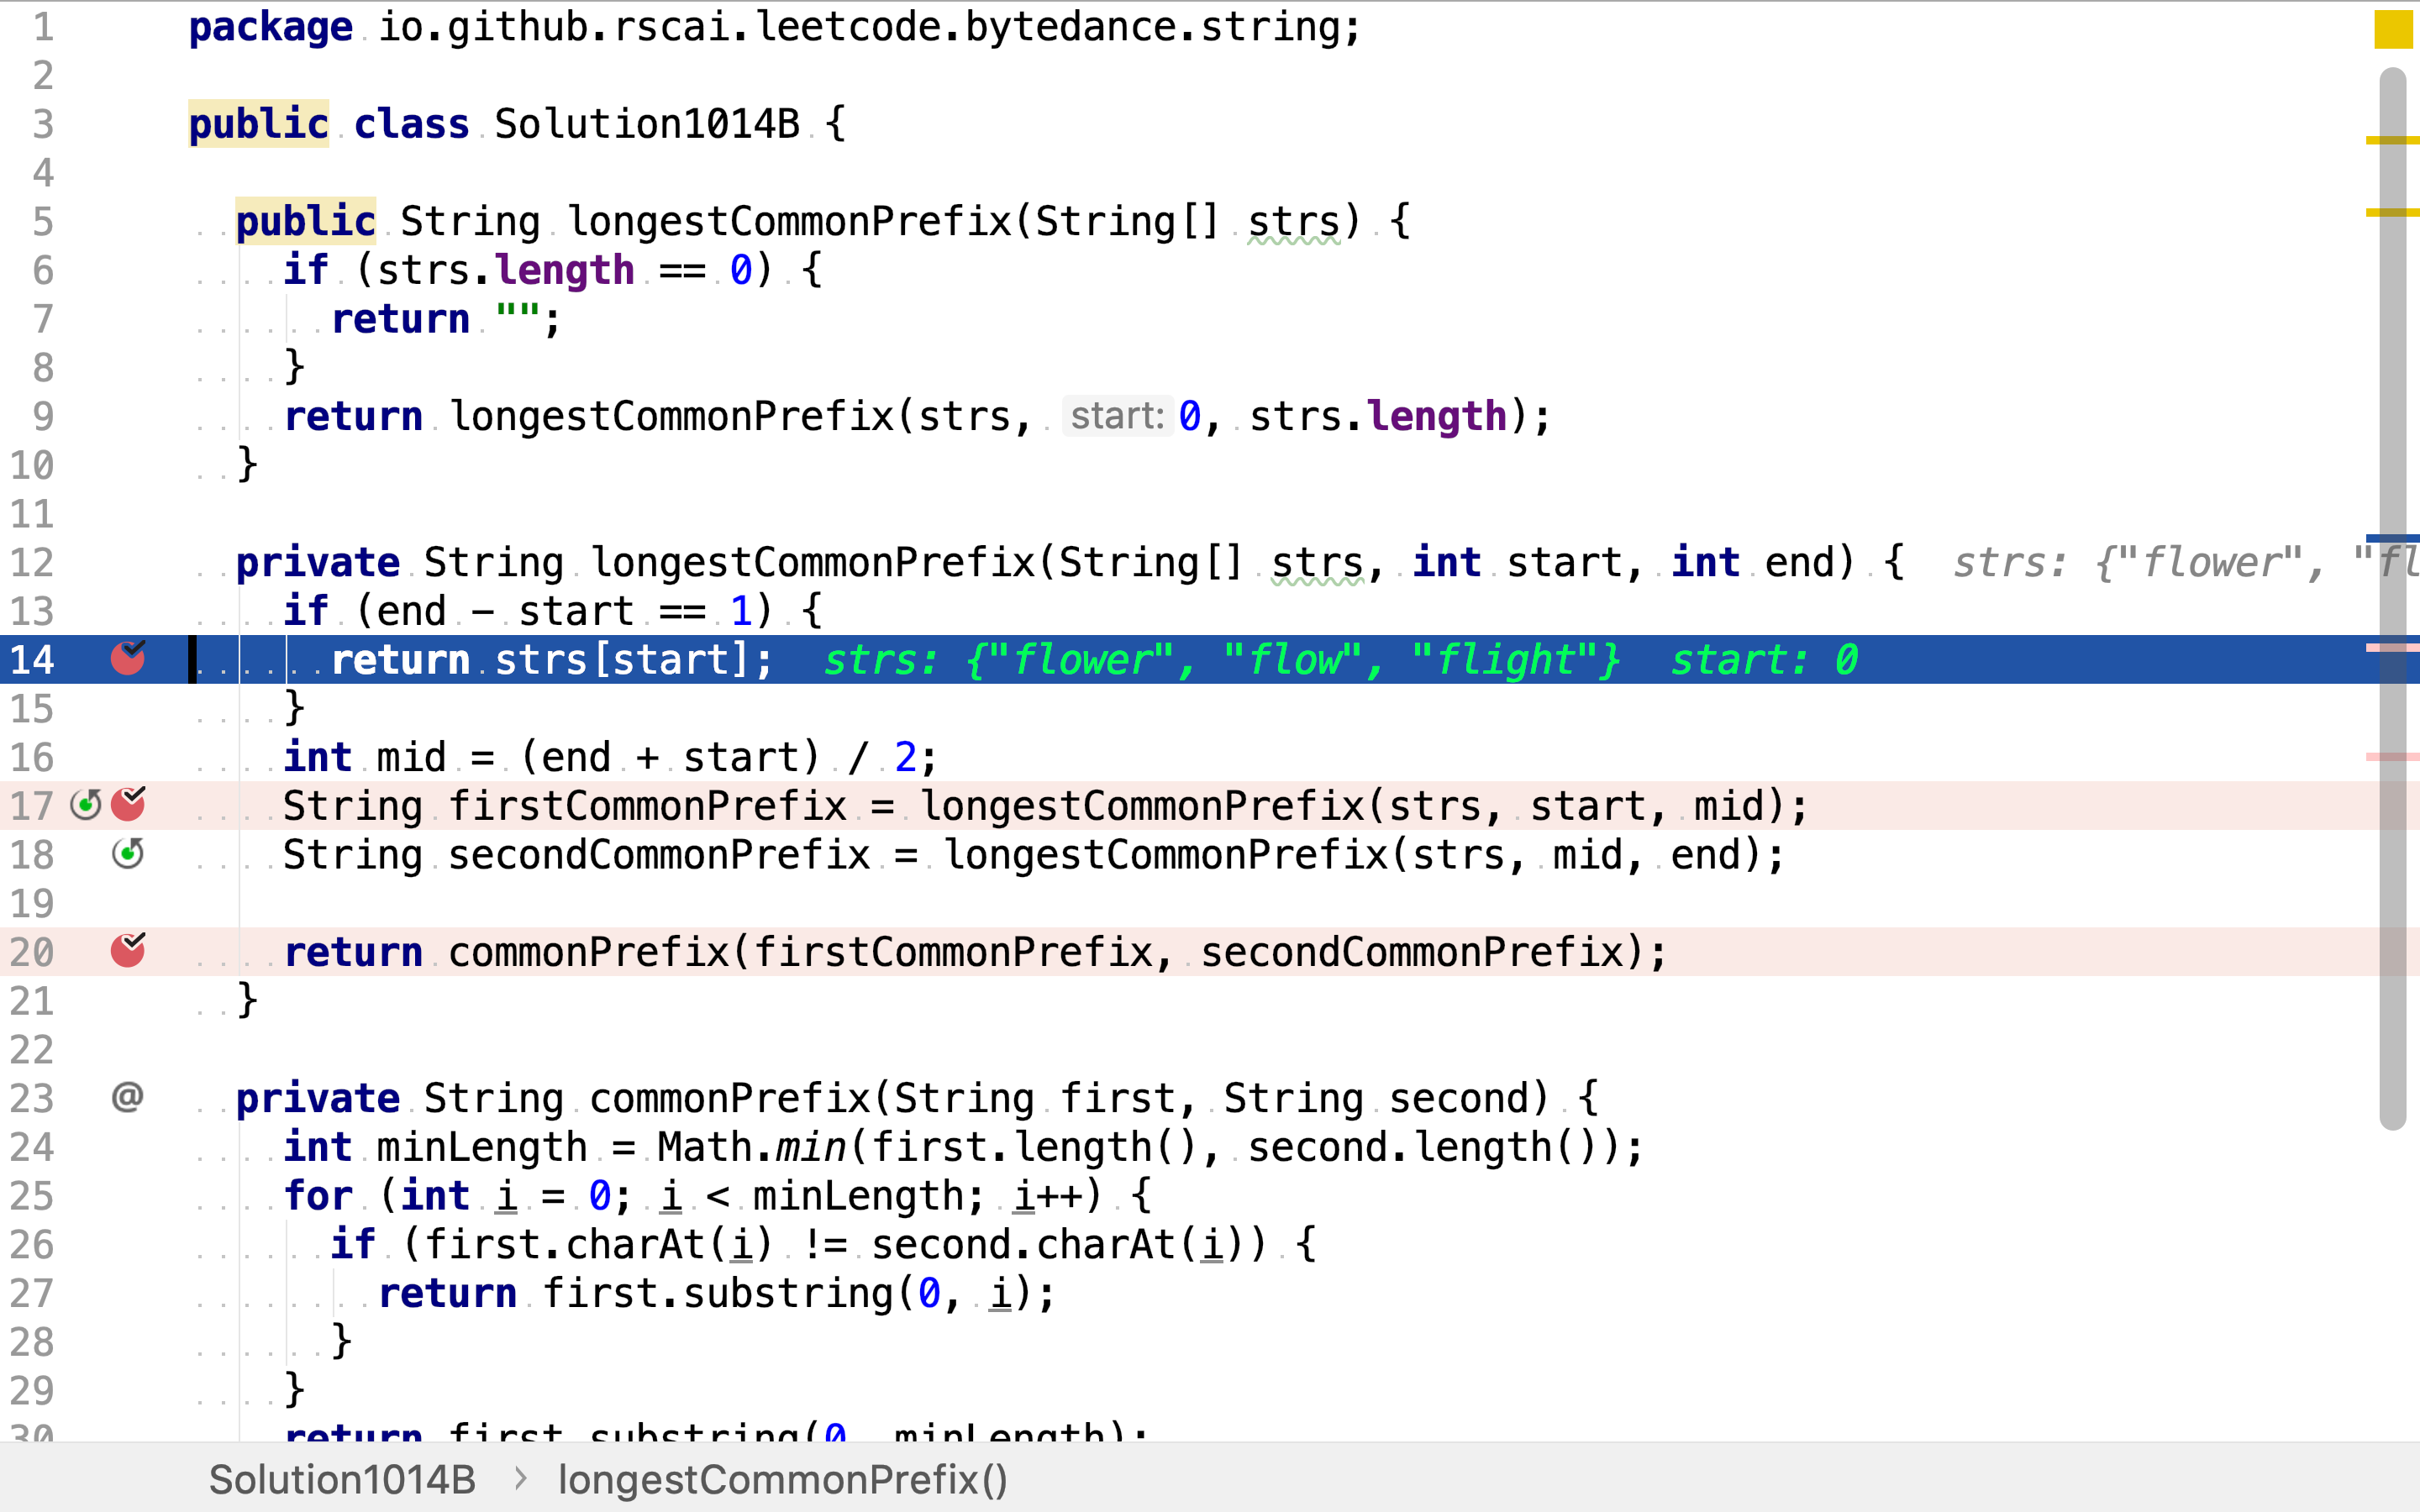 1 package io.github.rscai.leetcode.bytedance.string;
2
3 public class Solution1014B {
4
5 public String longestCommonPrefix(String[] strs) {
6 if (strs.length == 0) {
7 return "";
8 }
9 return longestCommonPrefix(strs, start: 0, strs.length);
10 }
11
12 private String longestCommonPrefix(String[] strs, int start, int end) { strs: {"flower", "fl
13 if (end - start == 1) {
14 return strs[start]; strs: {"flower", "flow", "flight"} start: 0
15 }
16 int mid = (end + start) / 2;
17 String firstCommonPrefix = longestCommonPrefix(strs, start, mid);
18 String secondCommonPrefix = longestCommonPrefix(strs, mid, end);
19
20 return commonPrefix(firstCommonPrefix, secondCommonPrefix);
21 }
22
23 @ private String commonPrefix(String first, String second) {
24 int minLength = Math.min(first.length(), second.length());
25 for (int i = 0; i < minLength; i++) {
26 if (first.charAt(i) != second.charAt(i)) {
27 return first.substring(0, i);
28 }
29 }
30 return first.substring(0, minLength);
Solution1014B > longestCommonPrefix()